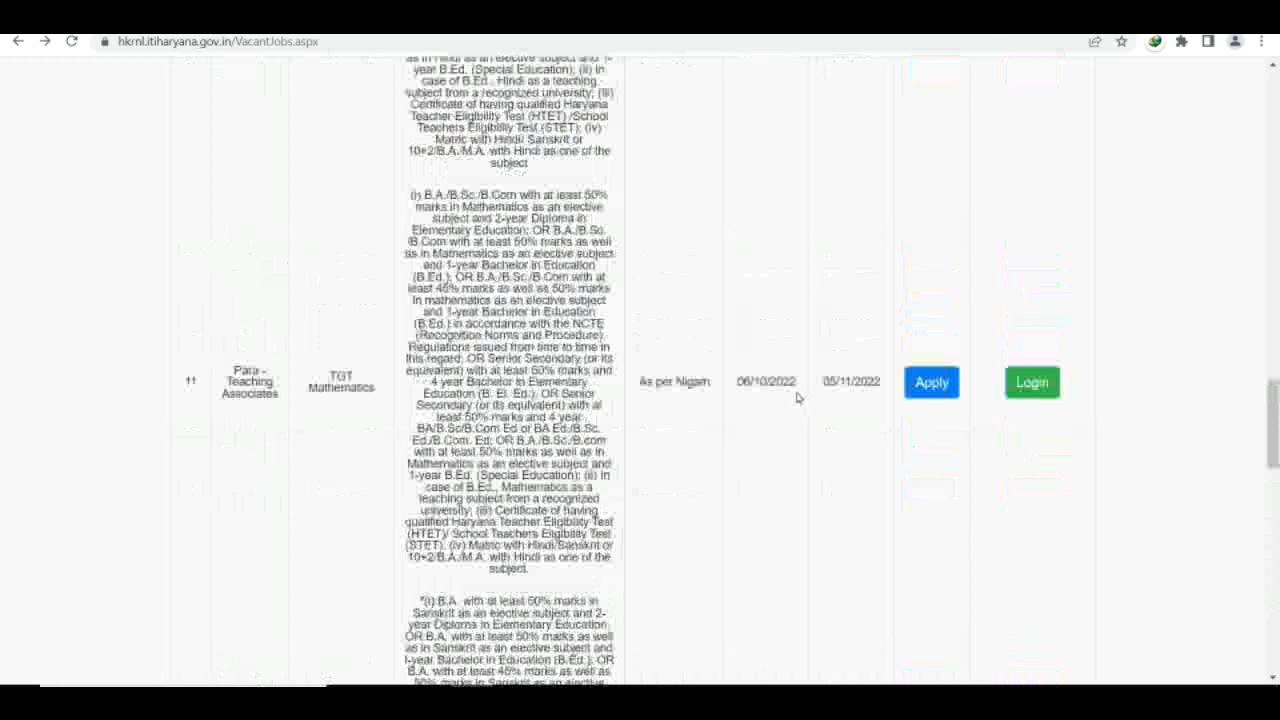 hkrnl.itiharyana.gov.in/VacantJobs.aspx
as in Hindi as an elective subject and 1-
year B.Ed. (Special Education); (ii) In
case of B.Ed., Hindi as a teaching
subject from a recognized university; (iii)
Certificate of having qualified Haryana
Teacher Eligibility Test (HTET) /School
Teachers Eligibility Test (STET); (iv)
Matric with Hindi/ Sanskrit or
10+2/B.A./M.A. with Hindi as one of the
subject
11
Para -
Teaching
Associates
TGT
Mathematics
(i) B.A./B.Sc./B.Com with at least 50%
marks in Mathematics as an elective
subject and 2-year Diploma in
Elementary Education; OR B.A./B.Sc.
/B.Com with at least 50% marks as well
as in Mathematics as an elective subject
and 1-year Bachelor in Education
(B.Ed.); OR B.A./B.Sc./B.Com with at
least 45% marks as well as 50% marks
in mathematics as an elective subject
and 1-year Bachelor in Education
(B.Ed.) in accordance with the NCTE
(Recognition Norms and Procedure)
Regulations issued from time to time in
this regard; OR Senior Secondary (or its
equivalent) with at least 50% marks and
4 year Bachelor in Elementary
Education (B. El. Ed.); OR Senior
Secondary (or its equivalent) with at
least 50% marks and 4 year
BA/B.Sc/B.Com Ed or BA Ed./B.Sc.
Ed./B.Com. Ed; OR B.A./B.Sc./B.com
with at least 50% marks as well as in
Mathematics as an elective subject and
1-year B.Ed. (Special Education); (ii) In
case of B.Ed., Mathematics as a
teaching subject from a recognized
university; (iii) Certificate of having
qualified Haryana Teacher Eligibility Test
(HTET)/ School Teachers Eligibility Test
(STET); (iv) Matric with Hindi/Sanskrit or
10+2/B.A./M.A. with Hindi as one of the
subject.
As per Nigam
06/10/2022
05/11/2022
Apply
Login
"(i) B.A. with at least 50% marks in
Sanskrit as an elective subject and 2-
year Diploma in Elementary Education;
OR B.A. with at least 50% marks as well
as in Sanskrit as an elective subject and
1-year Bachelor in Education (B.Ed.); OR
B.A. with at least 45% marks as well as
50% marks in Sanskrit as an elective